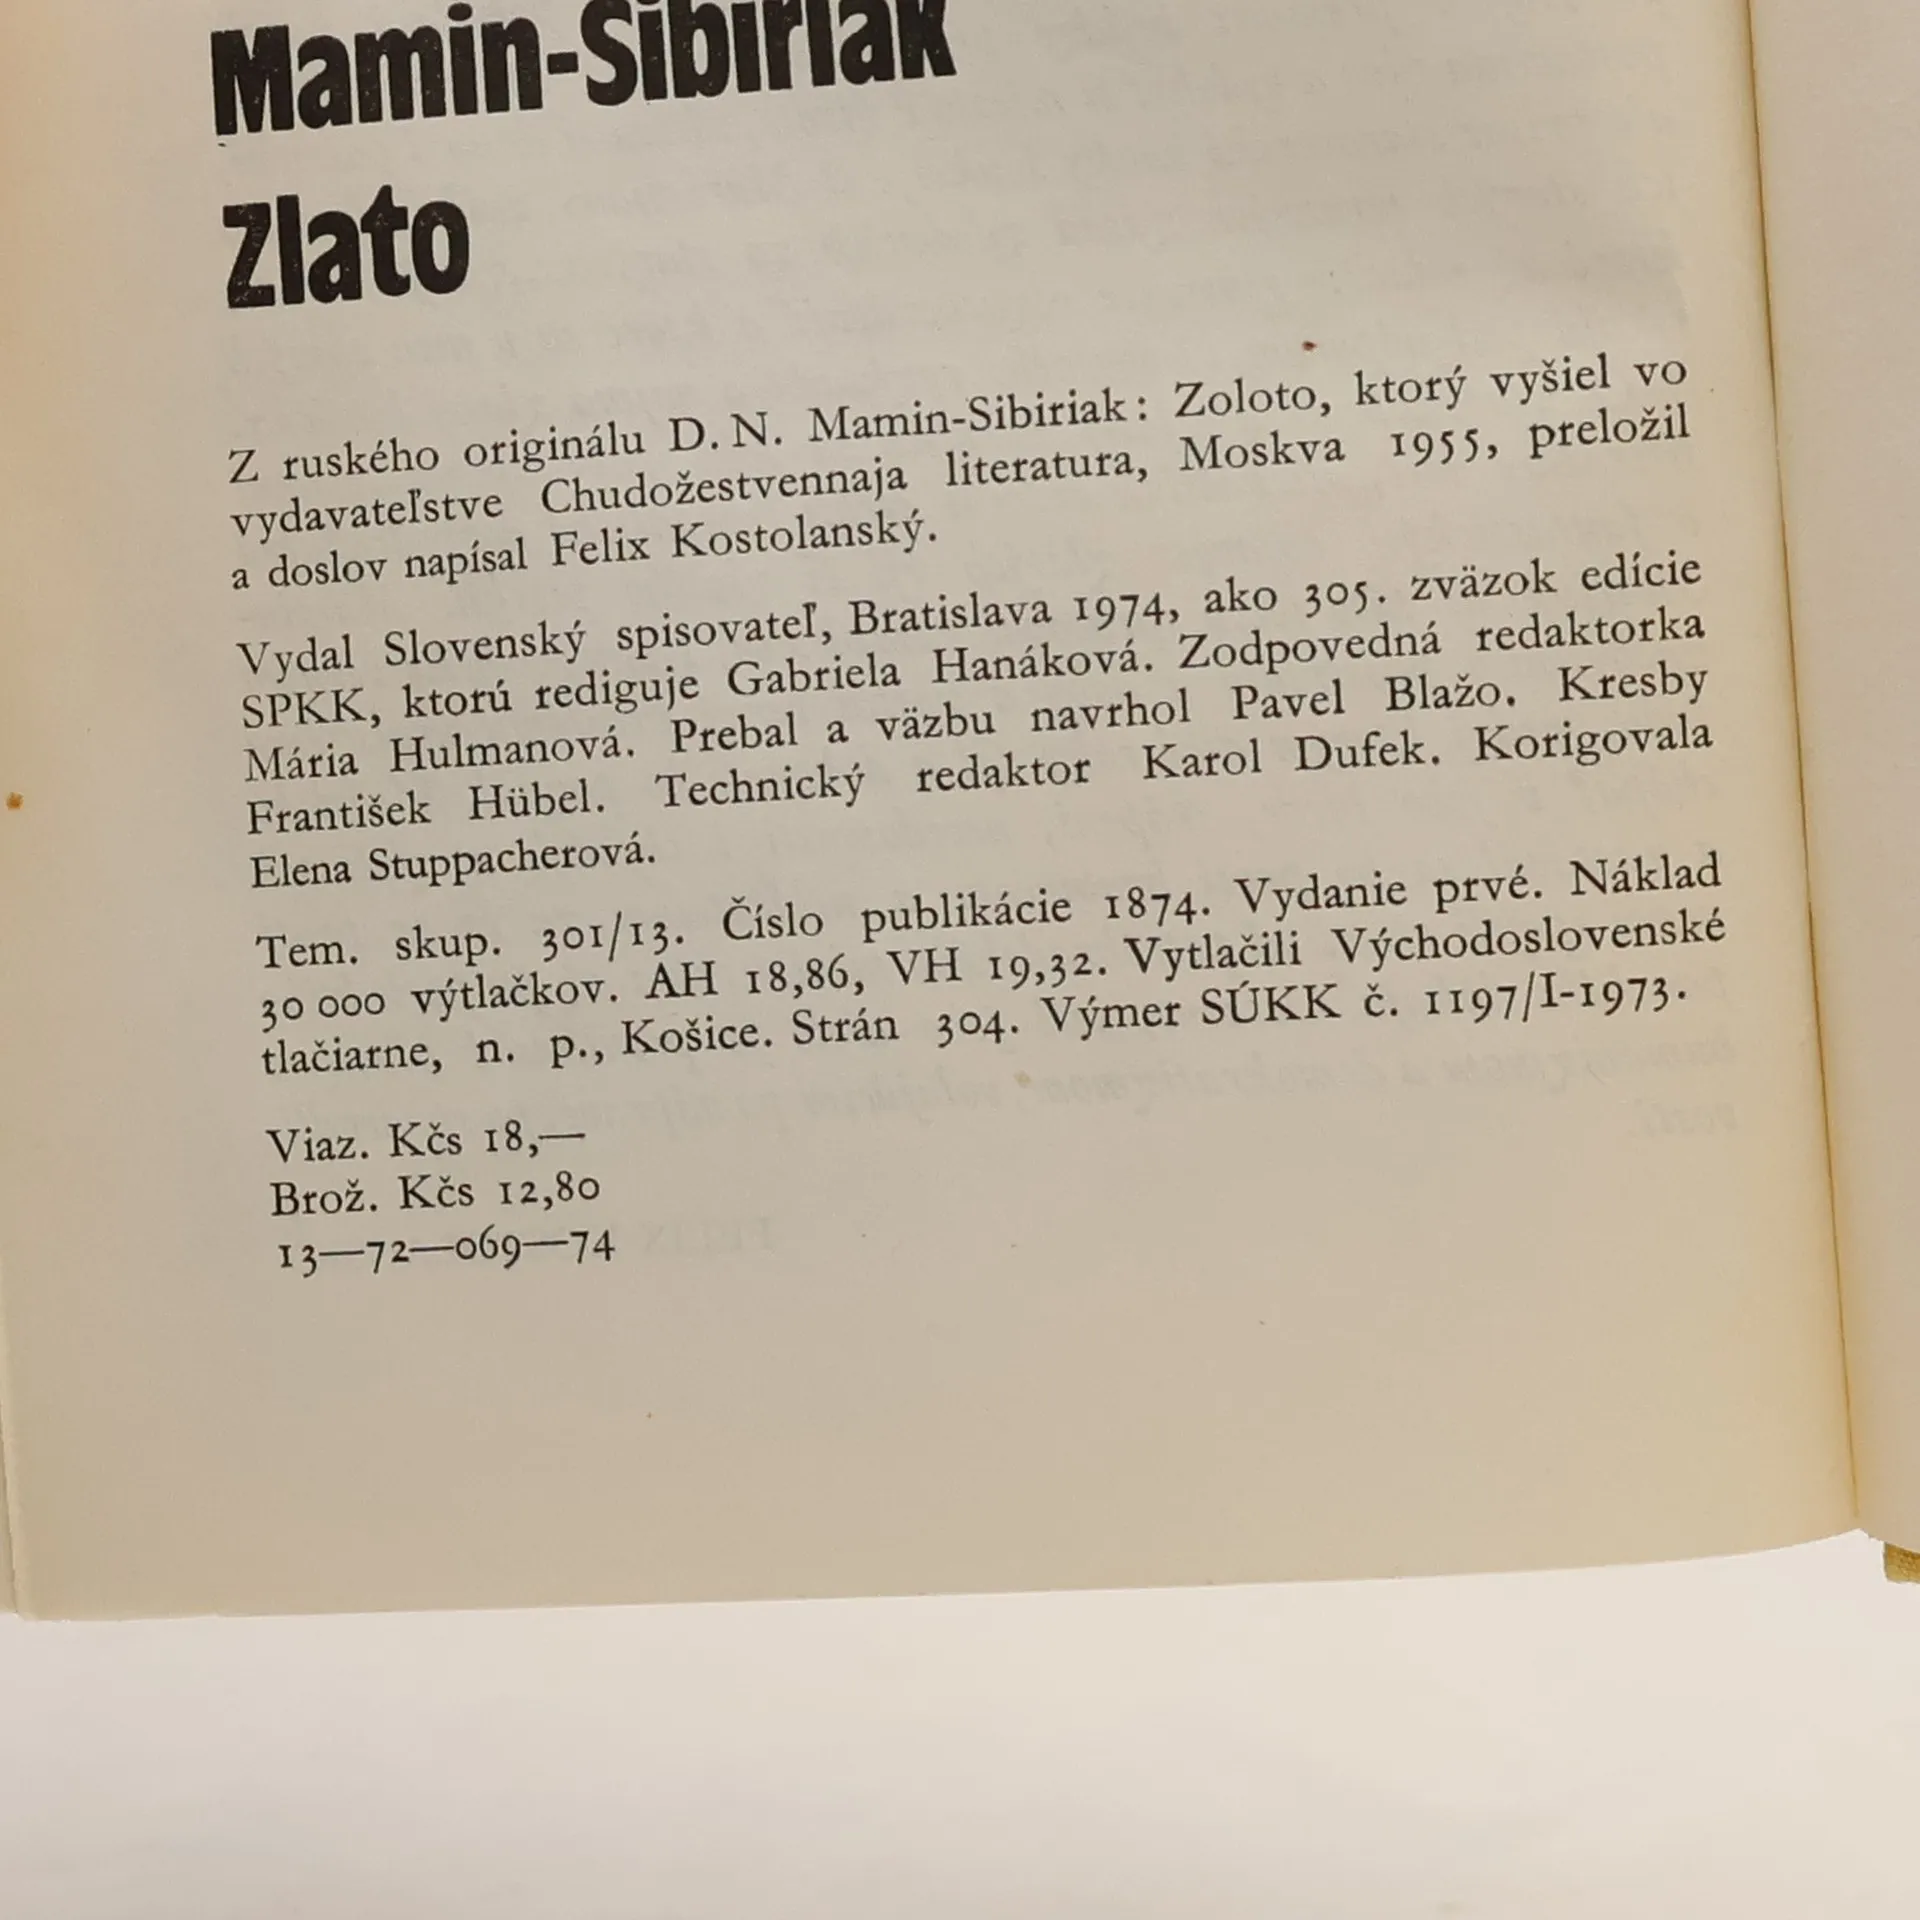 Mamin-Sibiriak
Zlato
Z ruského originálu D. N. Mamin-Sibiriak: Zoloto, ktorý vyšiel vo
vydavateľstve Chudožestvennaja literatura, Moskva 1955, preložil
a doslov napísal Felix Kostolanský.
Vydal Slovenský spisovateľ, Bratislava 1974, ako 305. zväzok edície
SPKK, ktorú rediguje Gabriela Hanáková. Zodpovedná redaktorka
Mária Hulmanová. Prebal a väzbu navrhol Pavel Blažo. Kresby
František Hübel. Technický redaktor Karol Dufek. Korigovala
Elena Stuppacherová.
Tem. skup. 301/13. Číslo publikácie 1874. Vydanie prvé. Náklad
30 000 výtlačkov. AH 18,86, VH 19,32. Vytlačili Východoslovenské
tlačiarne, n. p., Košice. Strán 304. Výmer SÚKK č. 1197/I-1973.
Viaz. Kčs 18,—
Brož. Kčs 12,80
13—72—069—74